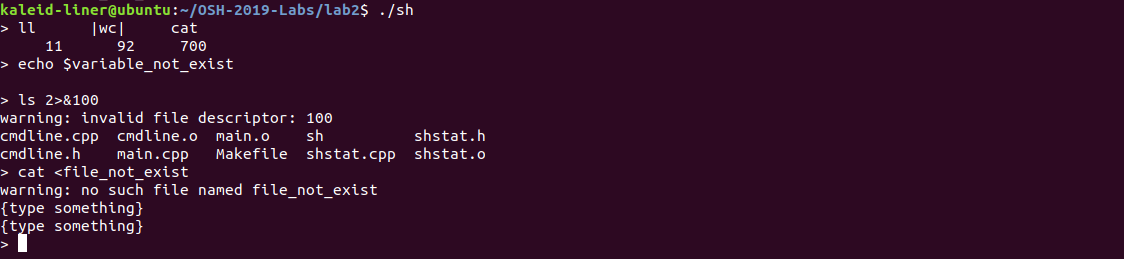 kaleid-liner@ubuntu:~/OSH-2019-Labs/lab2$ ./sh
> ll      |wc|     cat
     11      92     700
> echo $variable_not_exist

> ls 2>&100
warning: invalid file descriptor: 100
cmdline.cpp  cmdline.o  main.o    sh          shstat.h
cmdline.h    main.cpp   Makefile  shstat.cpp  shstat.o
> cat <file_not_exist
warning: no such file named file_not_exist
{type something}
{type something}
>